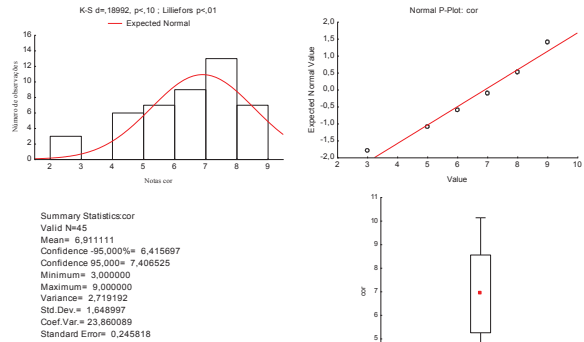 K-S d=,18992, p<,10 ; Lilliefors p<,01
Expected Normal
Número de observações
16
14
12
10
8
6
4
2
0
2 3 4 5 6 7 8 9
Notas cor
Normal P-Plot: cor
Expected Normal Value
2,0
1,5
1,0
0,5
0,0
-0,5
-1,0
-1,5
-2,0
2 3 4 5 6 7 8 9 10
Value
Summary Statistics:cor
Valid N=45
Mean= 6,911111
Confidence -95,000%= 6,415697
Confidence 95,000= 7,406525
Minimum= 3,000000
Maximum= 9,000000
Variance= 2,719192
Std.Dev.= 1,648997
Coef.Var.= 23,860089
Standard Error= 0,245818
cor
11
10
9
8
7
6
5